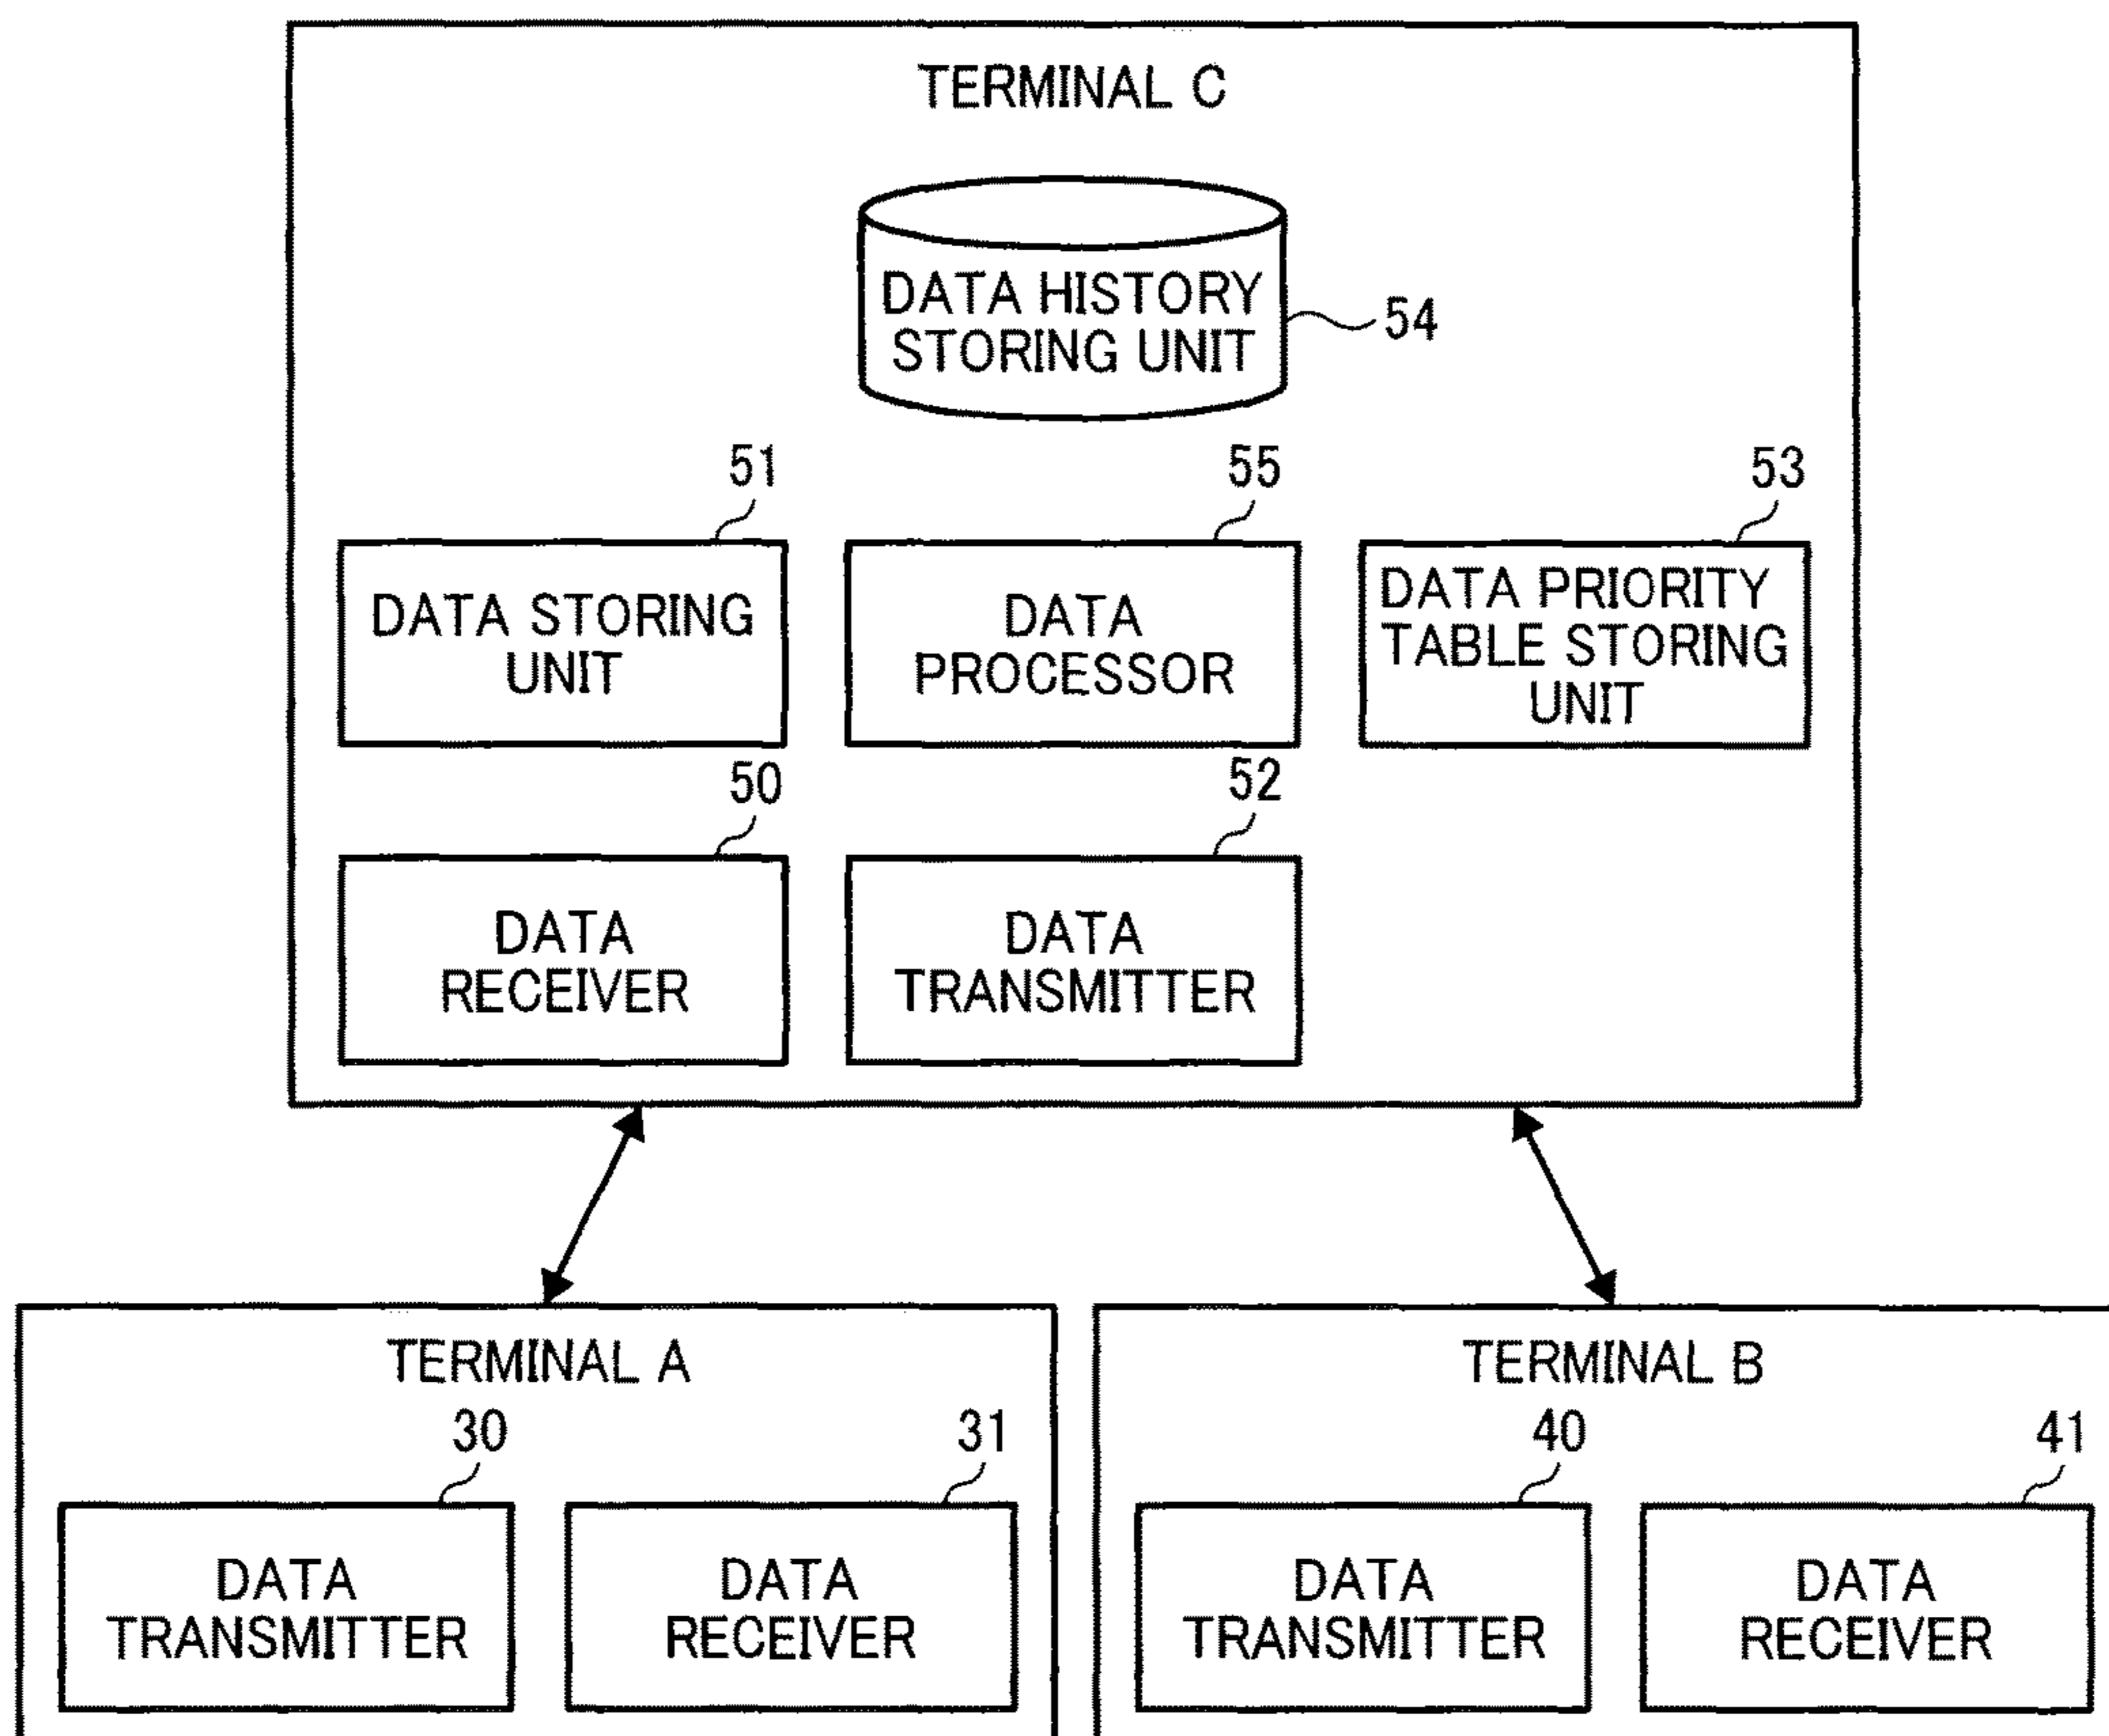 TERMINAL C
DATA HISTORY
STORING UNIT
54
51
55
53
DATA STORING
UNIT
DATA
PROCESSOR
DATA PRIORITY
TABLE STORING
UNIT
50
52
DATA
RECEIVER
DATA
TRANSMITTER
TERMINAL A
30
31
DATA
TRANSMITTER
DATA
RECEIVER
TERMINAL B
40
41
DATA
TRANSMITTER
DATA
RECEIVER